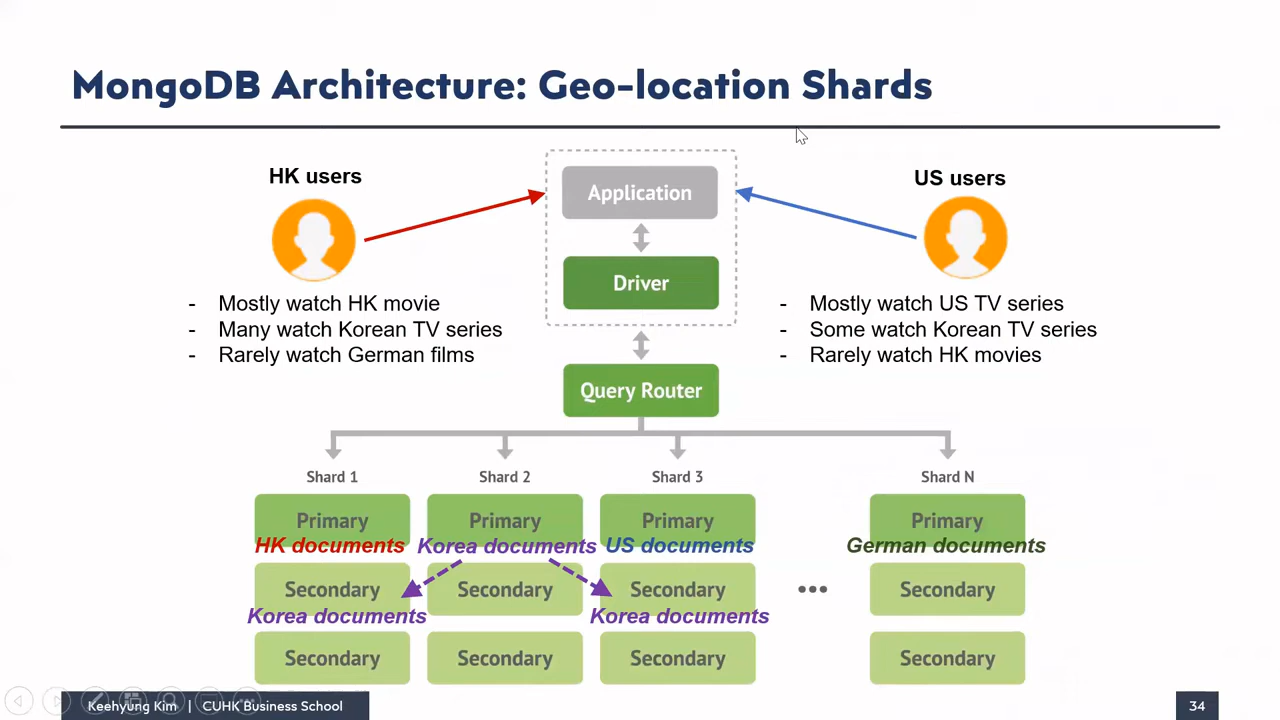 MongoDB Architecture: Geo-location Shards
HK users
- Mostly watch HK movie
- Many watch Korean TV series
- Rarely watch German films
Application
Driver
Query Router
US users
- Mostly watch US TV series
- Some watch Korean TV series
- Rarely watch HK movies
Shard 1
Shard 2
Shard 3
Shard N
Primary
Primary
Primary
Primary
HK documents
Korea documents
US documents
German documents
Secondary
Secondary
Secondary
•••
Secondary
Korea documents
Korea documents
Secondary
Secondary
Secondary
Secondary
Keehyung Kim | CUHK Business School
34